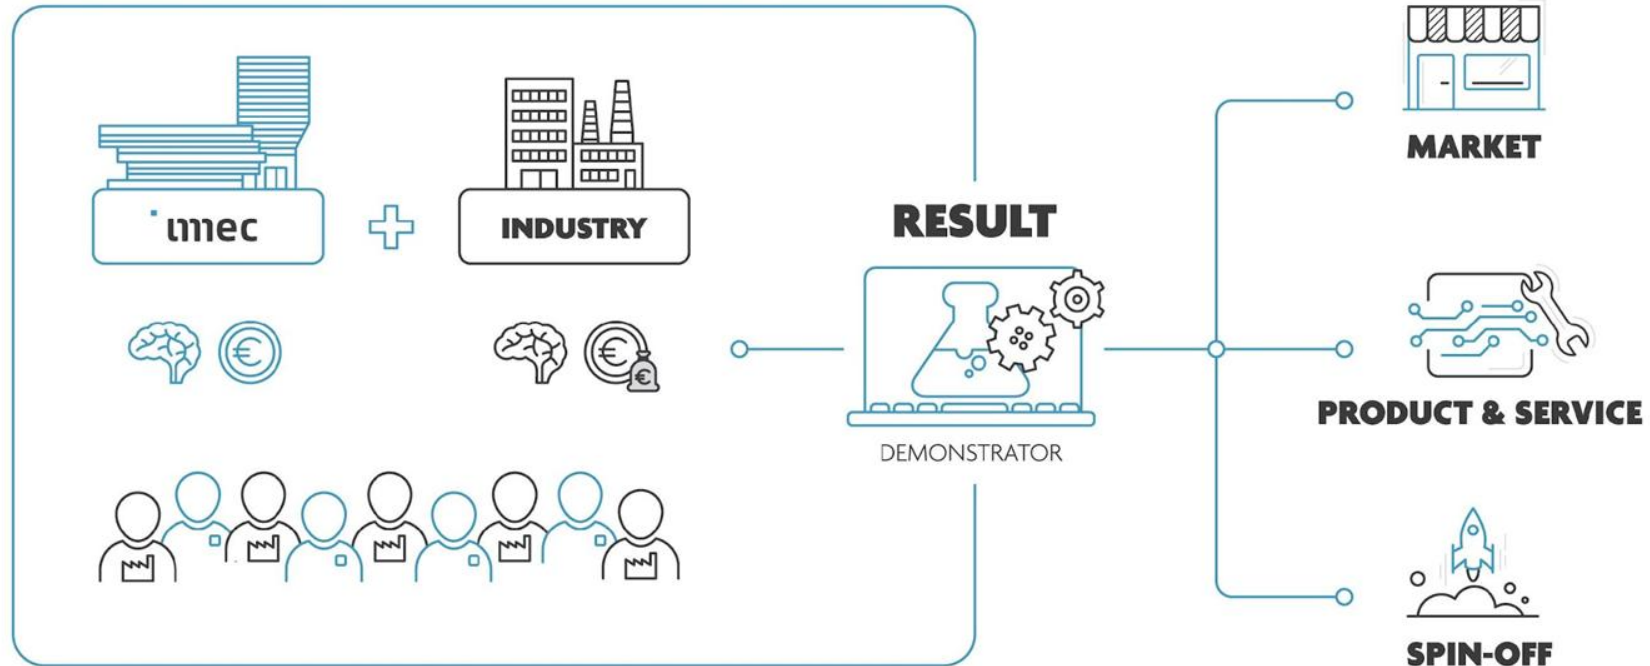 imec
INDUSTRY
RESULT
DEMONSTRATOR
MARKET
PRODUCT & SERVICE
SPIN-OFF